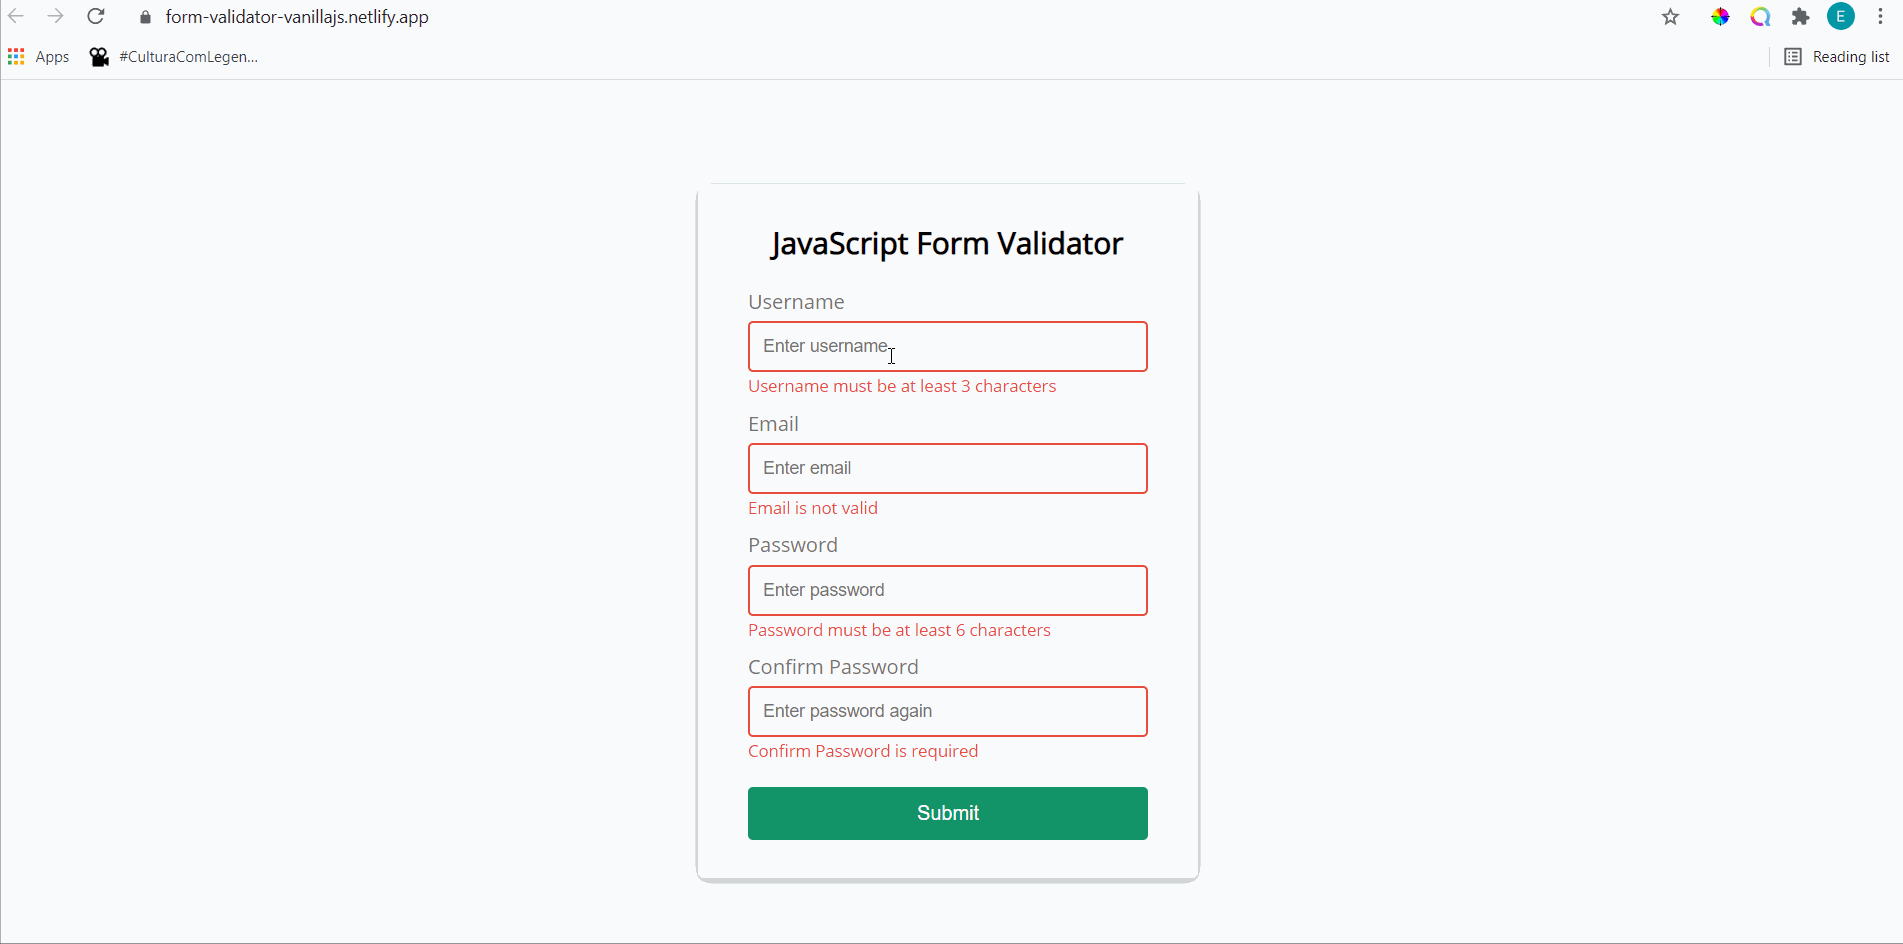 form-validator-vanillajs.netlify.app
E
Apps
#CulturaComLegen...
Reading list
JavaScript Form Validator
Username
Enter username
Username must be at least 3 characters
Email
Enter email
Email is not valid
Password
Enter password
Password must be at least 6 characters
Confirm Password
Enter password again
Confirm Password is required
Submit